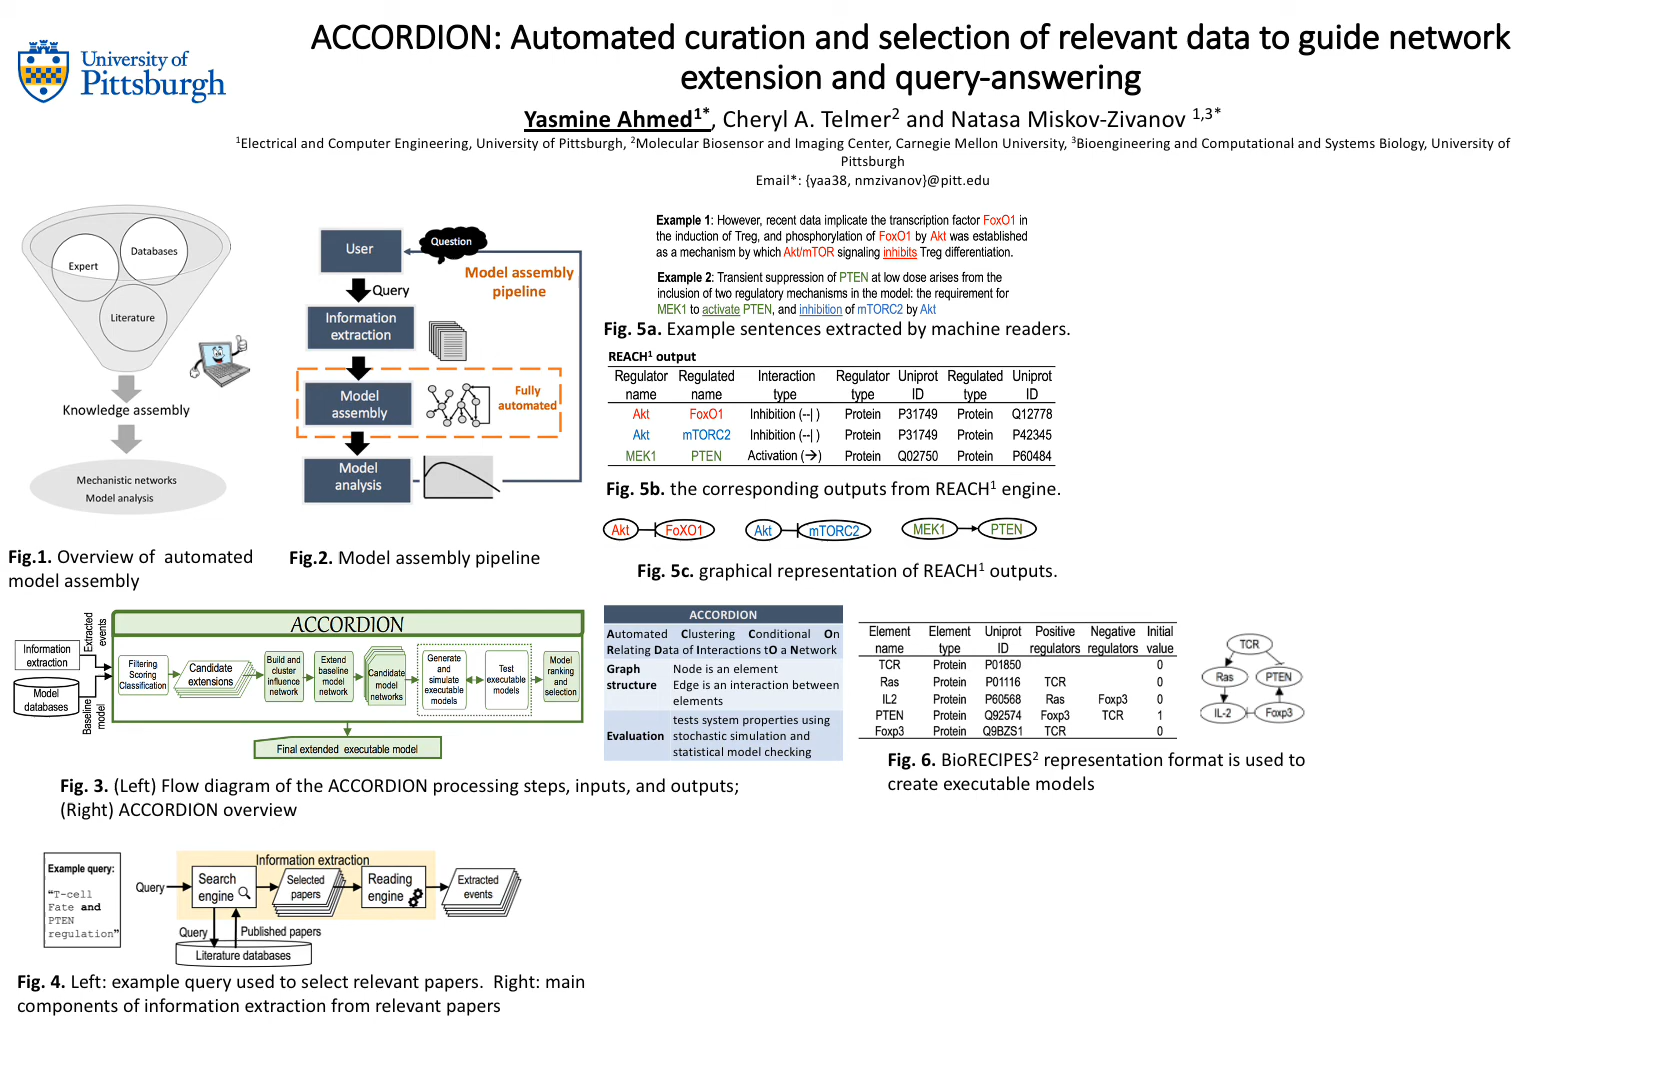 University of
Pittsburgh
ACCORDION: Automated curation and selection of relevant data to guide network
extension and query-answering
Yasmine Ahmed1*, Cheryl A. Telmer2 and Natasa Miskov-Zivanov 1,3*
1Electrical and Computer Engineering, University of Pittsburgh, 2Molecular Biosensor and Imaging Center, Carnegie Mellon University, 3Bioengineering and Computational and Systems Biology, University of
Pittsburgh
Email*: {yaa38, nmzivanov}@pitt.edu
Expert
Databases
Literature
Knowledge assembly
Mechanistic networks
Model analysis
Fig.1. Overview of automated
model assembly
User
Question
Model assembly
pipeline
Query
Information
extraction
Model
assembly
Fully
automated
Model
analysis
Fig.2. Model assembly pipeline
Example 1: However, recent data implicate the transcription factor FoxO1 in
the induction of Treg, and phosphorylation of FoxO1 by Akt was established
as a mechanism by which Akt/mTOR signaling inhibits Treg differentiation.
Example 2: Transient suppression of PTEN at low dose arises from the
inclusion of two regulatory mechanisms in the model: the requirement for
MEK1 to activate PTEN, and inhibition of mTORC2 by Akt
Fig. 5a. Example sentences extracted by machine readers.
REACH1 output
Regulator Regulated Interaction Regulator Uniprot Regulated Uniprot
name name type type ID type ID
Akt FoxO1 Inhibition (--| ) Protein P31749 Protein Q12778
Akt mTORC2 Inhibition (--| ) Protein P31749 Protein P42345
MEK1 PTEN Activation (→) Protein Q02750 Protein P60484
Fig. 5b. the corresponding outputs from REACH1 engine.
Akt FoXO1 Akt mTORC2 MEK1 PTEN
Fig. 5c. graphical representation of REACH1 outputs.
Information
extraction
Model
databases
Extracted
events
Baseline
model
ACCORDION
Filtering
Scoring
Classification
Candidate
extensions
Build and
cluster
influence
network
Extend
baseline
model
network
Candidate
model
networks
Generate
and
simulate
executable
models
Test
executable
models
Model
ranking
and
selection
Final extended executable model
ACCORDION
Automated Clustering Conditional On
Relating Data of Interactions tO a Network
Graph
structure
Node is an element
Edge is an interaction between
elements
Evaluation
tests system properties using
stochastic simulation and
statistical model checking
Fig. 3. (Left) Flow diagram of the ACCORDION processing steps, inputs, and outputs;
(Right) ACCORDION overview
Element Element Uniprot Positive Negative Initial
name type ID regulators regulators value
TCR Protein P01850 0
Ras Protein P01116 TCR 0
IL2 Protein P60568 Ras Foxp3 0
PTEN Protein Q92574 Foxp3 TCR 1
Foxp3 Protein Q9BZS1 TCR 0
TCR
Ras
PTEN
IL-2
Foxp3
Fig. 6. BioRECIPES2 representation format is used to
create executable models
Example query:
“T-cell
Fate and
PTEN
regulation”
Information extraction
Query
Search
engine
Selected
papers
Reading
engine
Extracted
events
Query
Published papers
Literature databases
Fig. 4. Left: example query used to select relevant papers. Right: main
components of information extraction from relevant papers